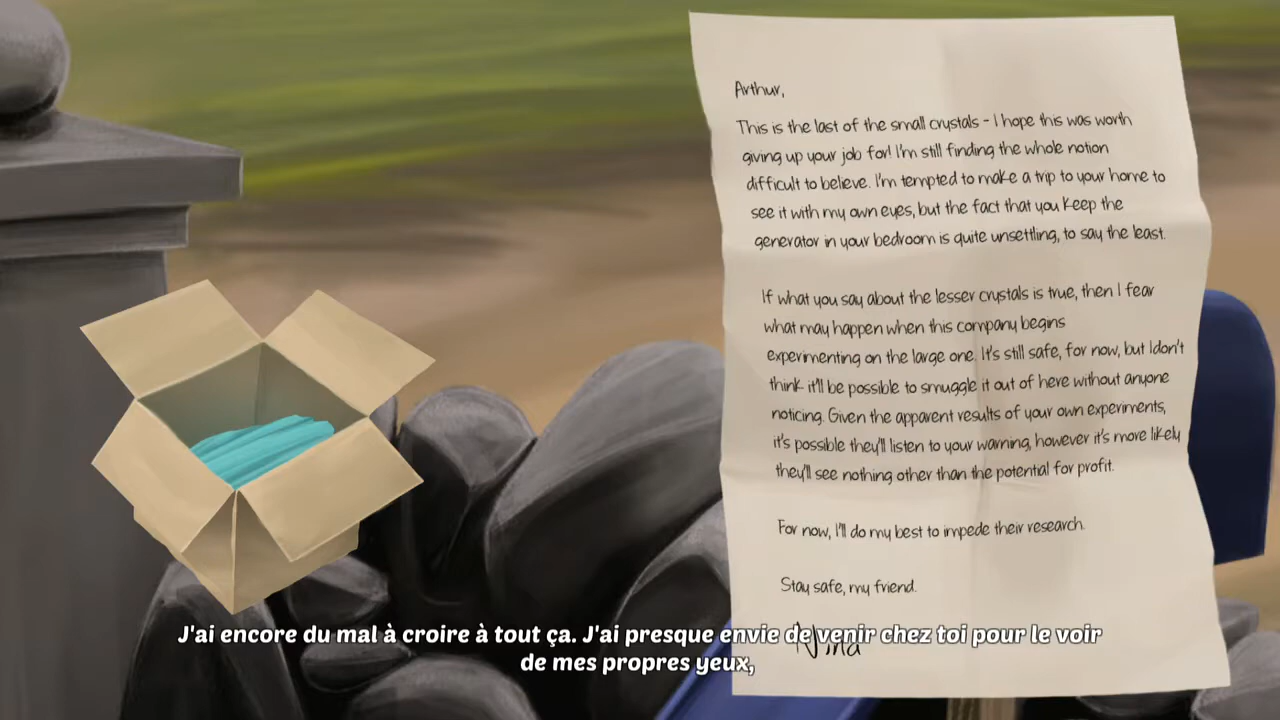 Arthur,
This is the last of the small crystals - I hope this was worth
giving up your job for! I'm still finding the whole notion
difficult to believe. I'm tempted to make a trip to your home to
see it with my own eyes, but the fact that you keep the
generator in your bedroom is quite unsettling, to say the least.
If what you say about the lesser crystals is true, then I fear
what may happen when this company begins
experimenting on the large one. It's still safe, for now, but Idon't
think it'll be possible to smuggle it out of here without anyone
noticing. Given the apparent results of your own experiments,
it's possible they'll listen to your warning, however it's more likely
they'll see nothing other than the potential for profit.
For now, I'll do my best to impede their research.
Stay safe, my friend.
Nina
J'ai encore du mal à croire à tout ça. J'ai presque envie de venir chez toi pour le voir
de mes propres yeux,